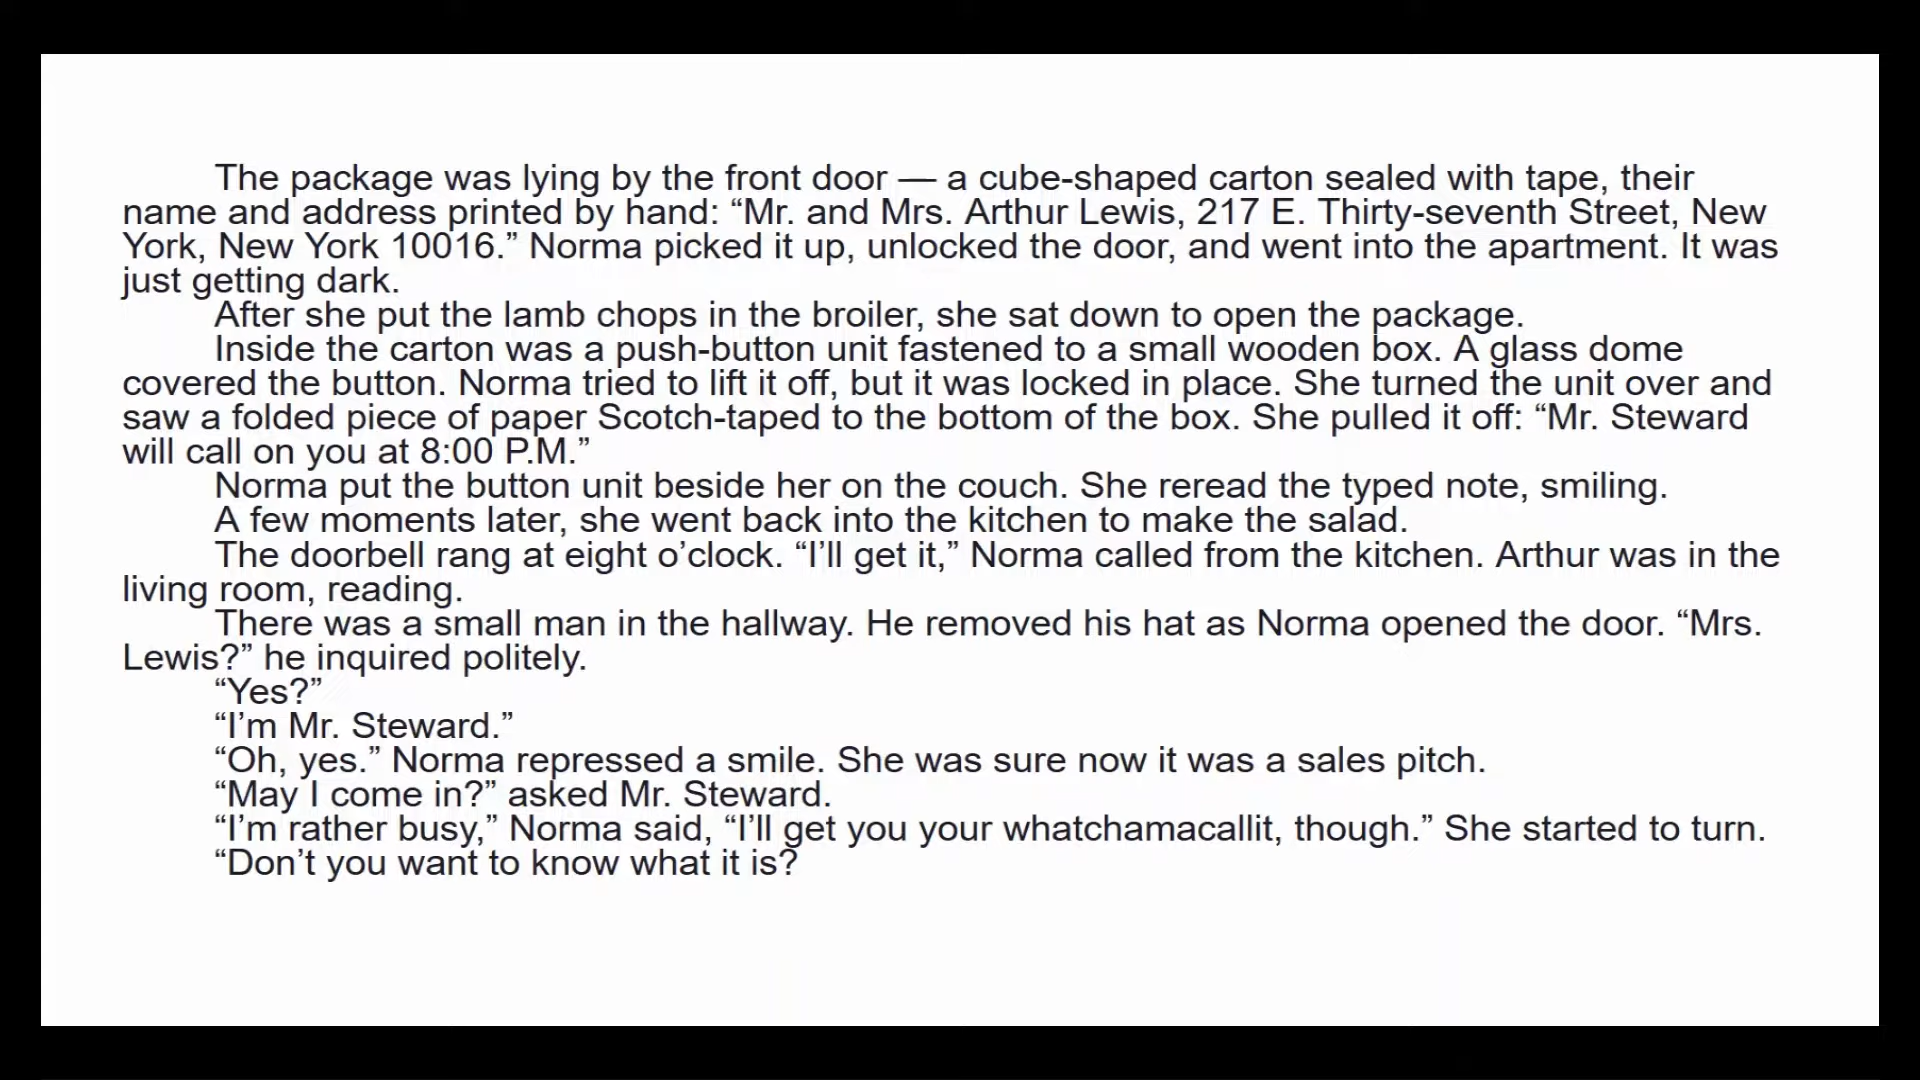 The package was lying by the front door — a cube-shaped carton sealed with tape, their
name and address printed by hand: “Mr. and Mrs. Arthur Lewis, 217 E. Thirty-seventh Street, New
York, New York 10016.” Norma picked it up, unlocked the door, and went into the apartment. It was
just getting dark.
After she put the lamb chops in the broiler, she sat down to open the package.
Inside the carton was a push-button unit fastened to a small wooden box. A glass dome
covered the button. Norma tried to lift it off, but it was locked in place. She turned the unit over and
saw a folded piece of paper Scotch-taped to the bottom of the box. She pulled it off: “Mr. Steward
will call on you at 8:00 P.M.”
Norma put the button unit beside her on the couch. She reread the typed note, smiling.
A few moments later, she went back into the kitchen to make the salad.
The doorbell rang at eight o’clock. “I’ll get it,” Norma called from the kitchen. Arthur was in the
living room, reading.
There was a small man in the hallway. He removed his hat as Norma opened the door. “Mrs.
Lewis?” he inquired politely.
“Yes?”
“I’m Mr. Steward.”
“Oh, yes.” Norma repressed a smile. She was sure now it was a sales pitch.
“May I come in?” asked Mr. Steward.
“I’m rather busy,” Norma said, “I’ll get you your whatchamacallit, though.” She started to turn.
“Don’t you want to know what it is?